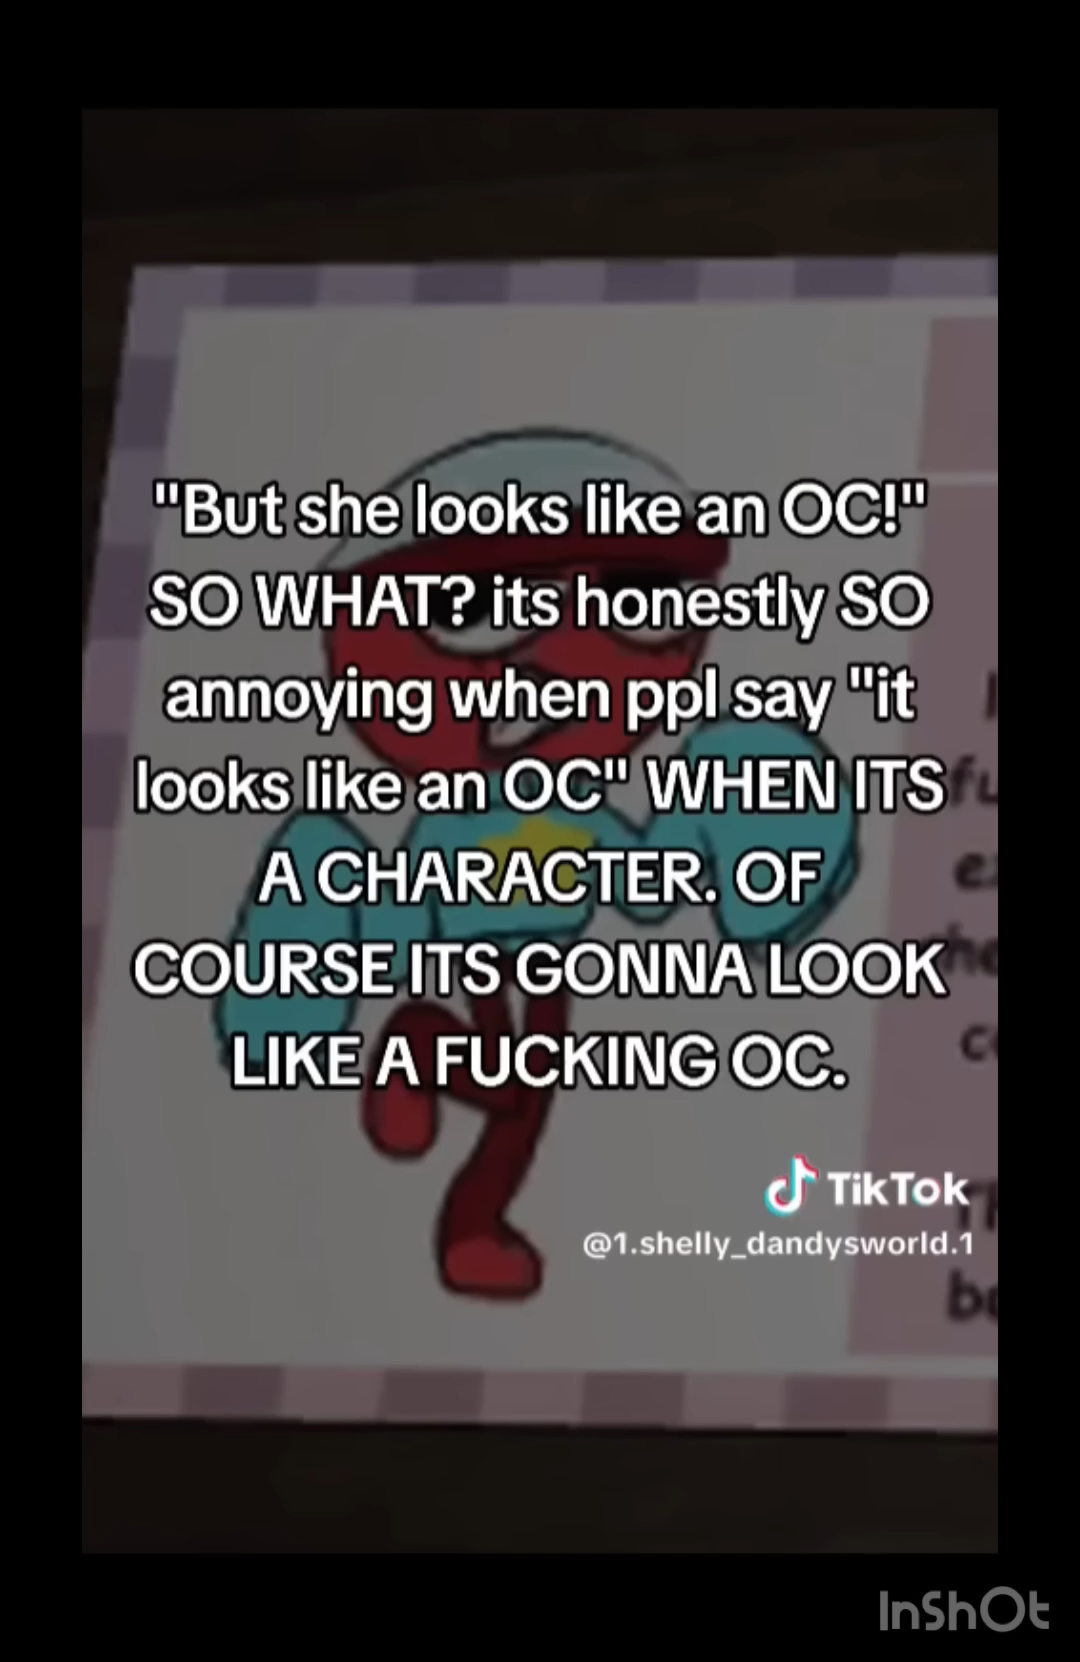 "But she looks like an OC!"
SO WHAT? its honestly SO
annoying when ppl say "it
looks like an OC" WHEN ITS
A CHARACTER. OF
COURSE ITS GONNA LOOK
LIKE A FUCKING OC.
TikTok
@1.shelly_dandysworld.1
InShOt